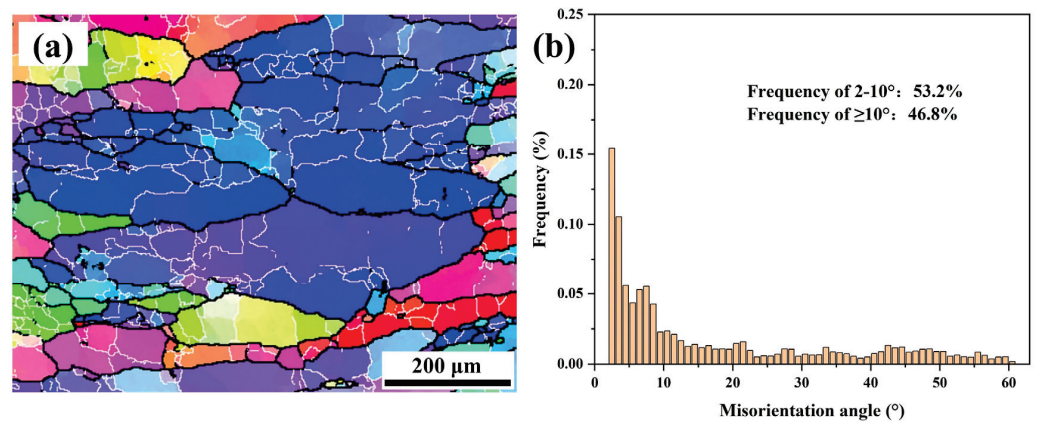 (a)
200 μm
(b)
Frequency of 2-10°: 53.2%
Frequency of ≥10°: 46.8%
Frequency (%)
0.25
0.20
0.15
0.10
0.05
0.00
0 10 20 30 40 50 60
Misorientation angle (°)